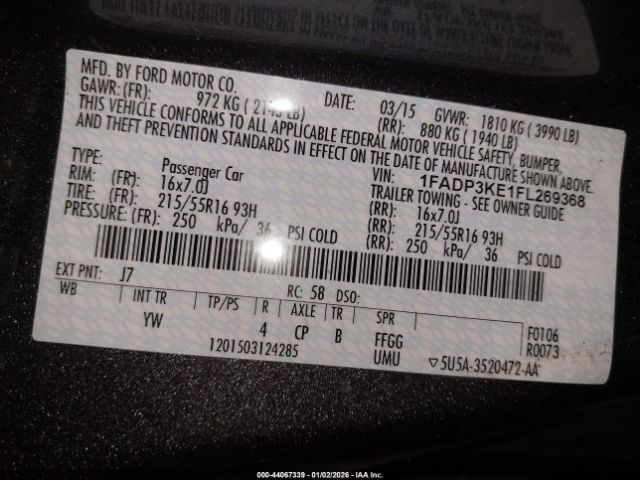 MFD. BY FORD MOTOR CO.
DATE: 03/15 GVWR: 1810 KG ( 3990 LB)
GAWR: (FR): 972 KG ( 2143 LB) (RR): 880 KG ( 1940 LB)
THIS VEHICLE CONFORMS TO ALL APPLICABLE FEDERAL MOTOR VEHICLE SAFETY, BUMPER,
AND THEFT PREVENTION STANDARDS IN EFFECT ON THE DATE OF MANUFACTURE SHOWN ABOVE.
VIN: 1FADP3KE1FL269368
TYPE: Passenger Car TRAILER TOWING - SEE OWNER GUIDE
RIM: (FR): 16x7.0J (RR): 16x7.0J
TIRE: (FR): 215/55R16 93H (RR): 215/55R16 93H
PRESSURE: (FR): 250 kPa/ 36 PSI COLD (RR): 250 kPa/ 36 PSI COLD
EXT PNT: J7 RC: 58 DSO:
WB INT TR TP/PS R AXLE TR SPR F0106
YW 4 CP B FFGG R0073
1201503124285 UMU 5U5A-3520472-AA
000-44067339 - 01/02/2026 - IAA Inc.